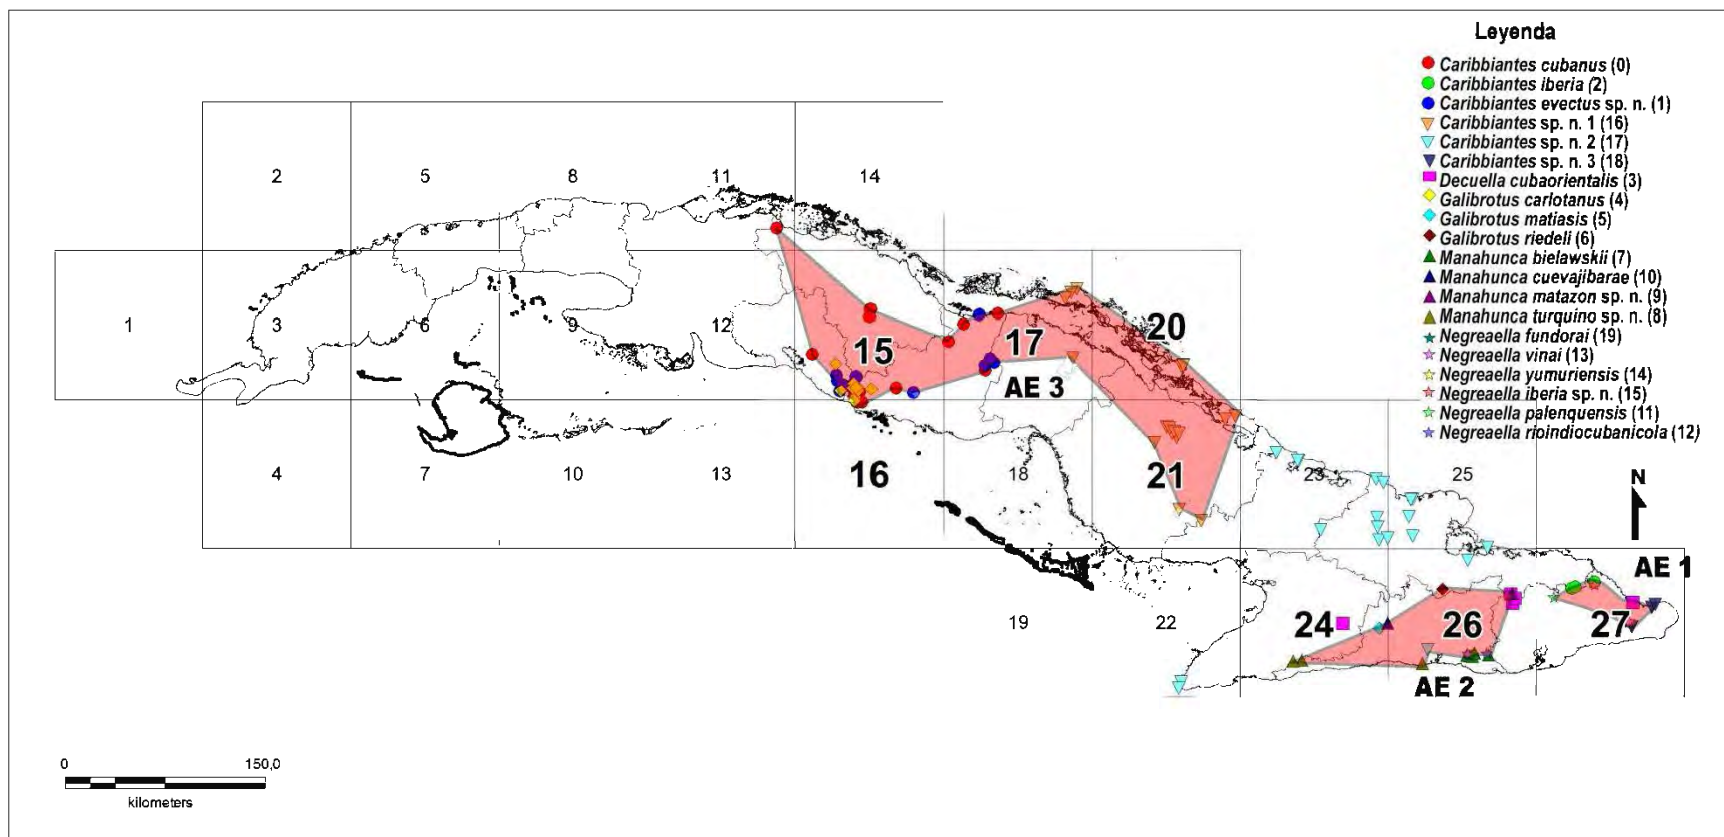 Leyenda
Caribbiantes cubanus (0)
Caribbiantes iberia (2)
Caribbiantes evectus sp. n. (1)
Caribbiantes sp. n. 1 (16)
Caribbiantes sp. n. 2 (17)
Caribbiantes sp. n. 3 (18)
Decuella cubaorientalis (3)
Galibrotus carlotanus (4)
Galibrotus matiasis (5)
Galibrotus riedeli (6)
Manahunca bielawskii (7)
Manahunca cuevajibarae (10)
Manahunca matazon sp. n. (9)
Manahunca turquino sp. n. (8)
Negreaella fundorai (19)
Negreaella vinai (13)
Negreaella yumuriensis (14)
Negreaella iberia sp. n. (15)
Negreaella palenquensis (11)
Negreaella rioindiocubanicola (12)
2 5 8 11 14
1 3 6 9 12 15 17 20
AE 3
4 7 10 13 16 18 21 23 25
N
AE 1
19 22 24 26 27
AE 2
0 150,0
kilometers